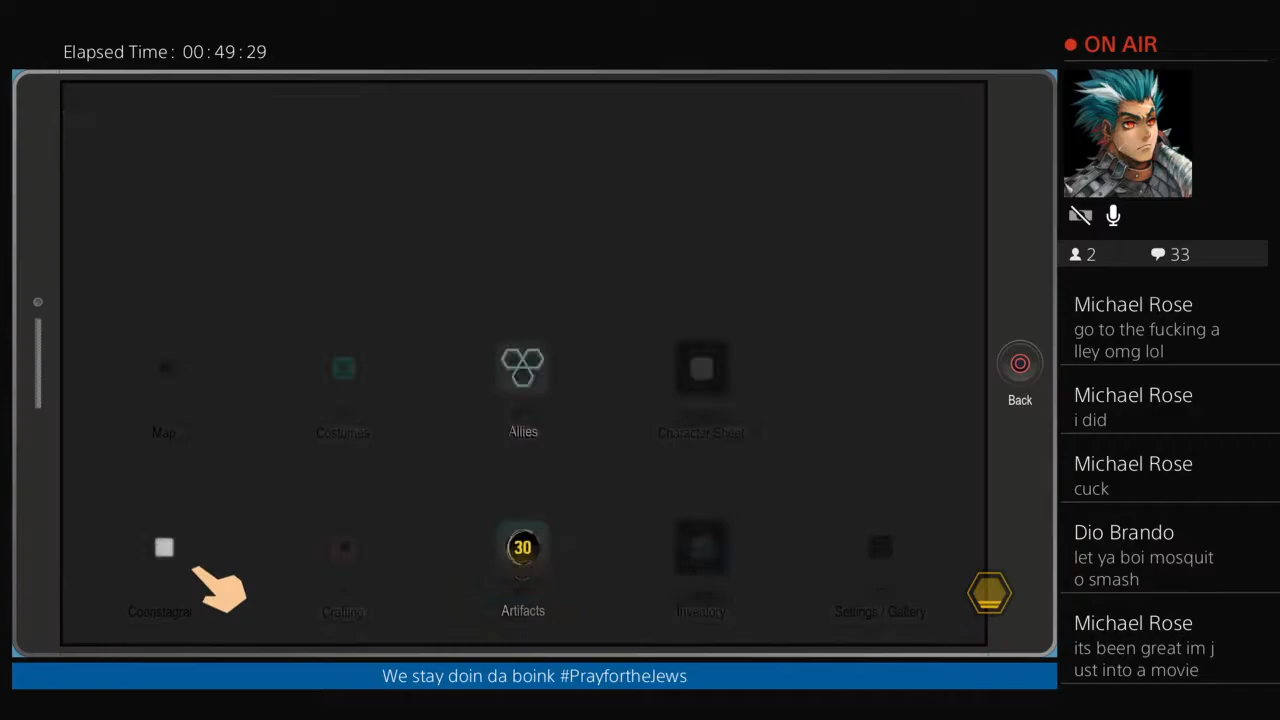 Elapsed Time : 00 : 49 : 29
ON AIR
2 33
Michael Rose
go to the fucking a
lley omg lol
Michael Rose
i did
Michael Rose
cuck
Dio Brando
let ya boi mosquit
o smash
Michael Rose
its been great im j
ust into a movie
Back
Map Costumes Allies Character Sheet
30
Coonstagram Crafting Artifacts Inventory Settings / Gallery
We stay doin da boink #PrayfortheJews